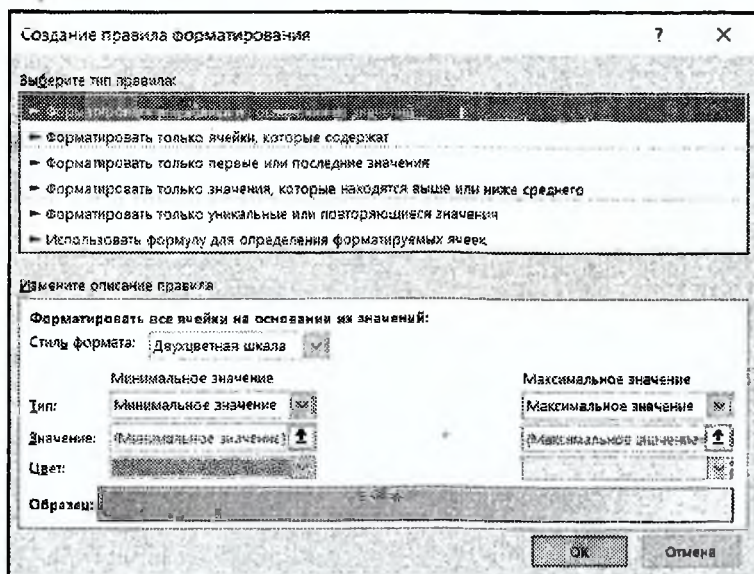 Создание правила форматирования ? ×
Выберите тип правила:
► Форматировать только ячейки, которые содержат
► Форматировать только первые или последние значения
► Форматировать только значения, которые находятся выше или ниже среднего
► Форматировать только уникальные или повторяющиеся значения
► Использовать формулу для определения форматируемых ячеек
Измените описание правила
Форматировать все ячейки на основании их значений:
Стиль формата: Двухцветная шкала
Минимальное значение Максимальное значение
Тип: Минимальное значение Максимальное значение
Значение: (Минимальное значение) (Максимальное значение
Цвет:
Образец:
ОК Отмена